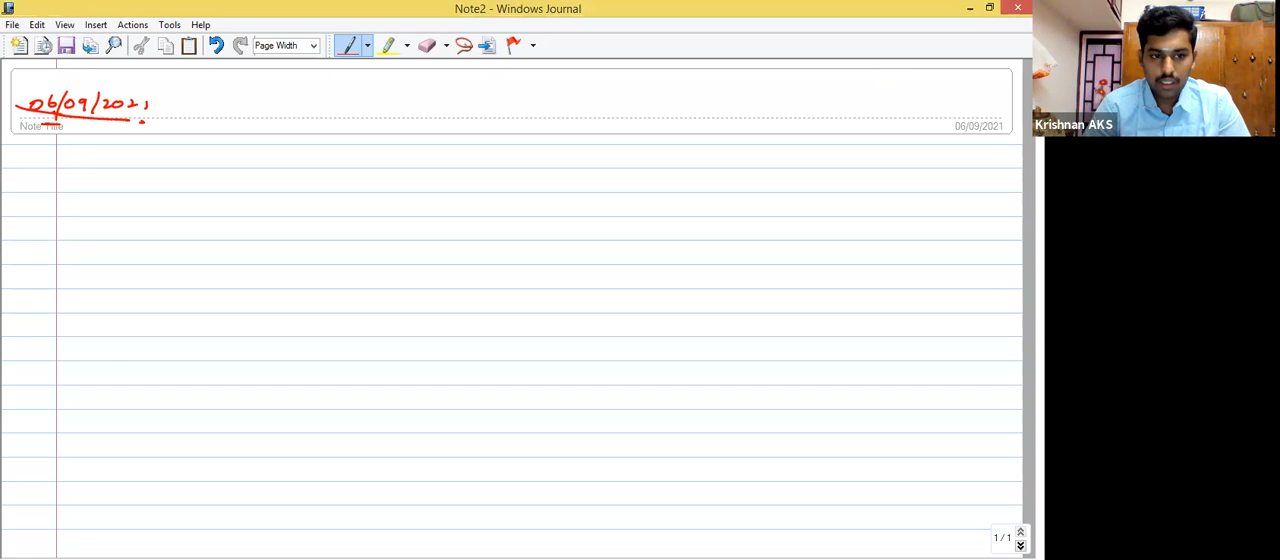 Note2 - Windows Journal
File Edit View Insert Actions Tools Help
Page Width
06/09/2021
Note Title
06/09/2021
Krishnan AKS
1 / 1